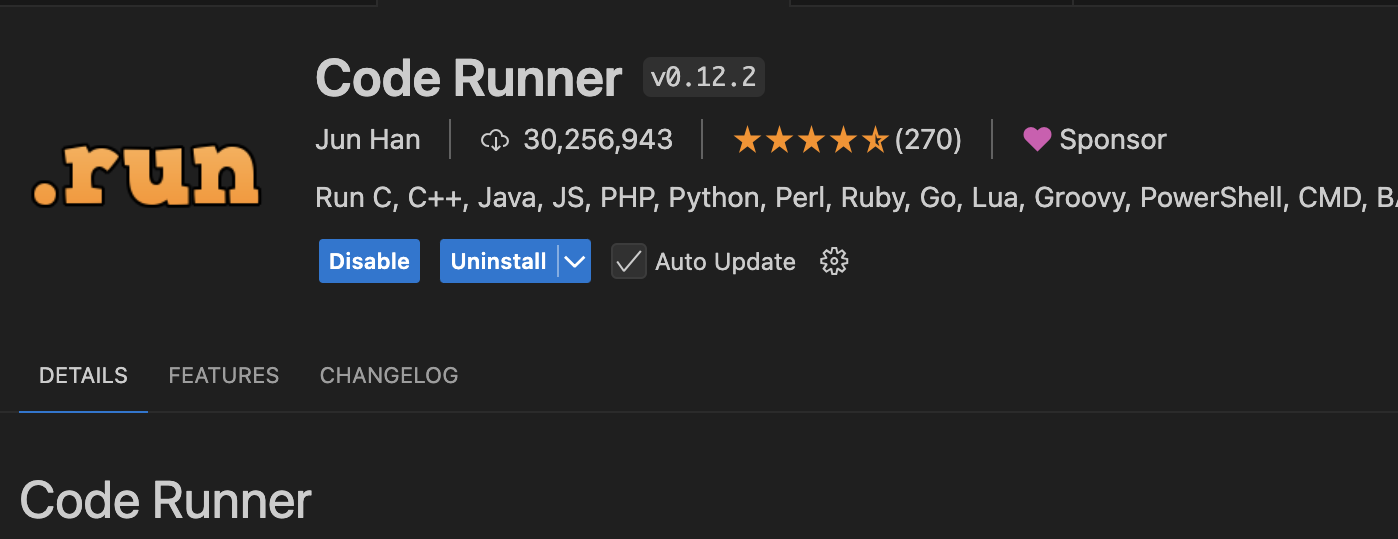 .run
Code Runner v0.12.2
Jun Han 30,256,943 (270) Sponsor
Run C, C++, Java, JS, PHP, Python, Perl, Ruby, Go, Lua, Groovy, PowerShell, CMD,
Disable Uninstall Auto Update
DETAILS FEATURES CHANGELOG
Code Runner